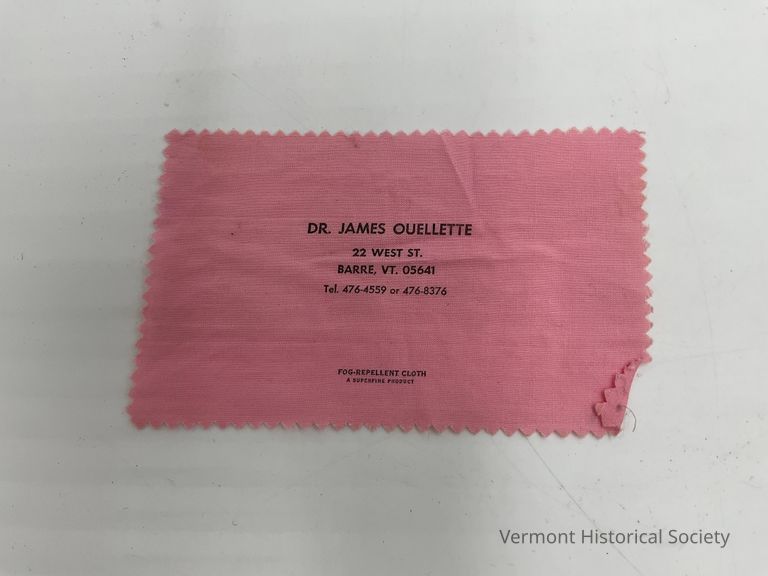 DR. JAMES OUELLETTE
22 WEST ST.
BARRE, VT. 05641
Tel. 476-4559 or 476-8376
FOG-REPELLENT CLOTH
A SUPERFINE PRODUCT
Vermont Historical Society